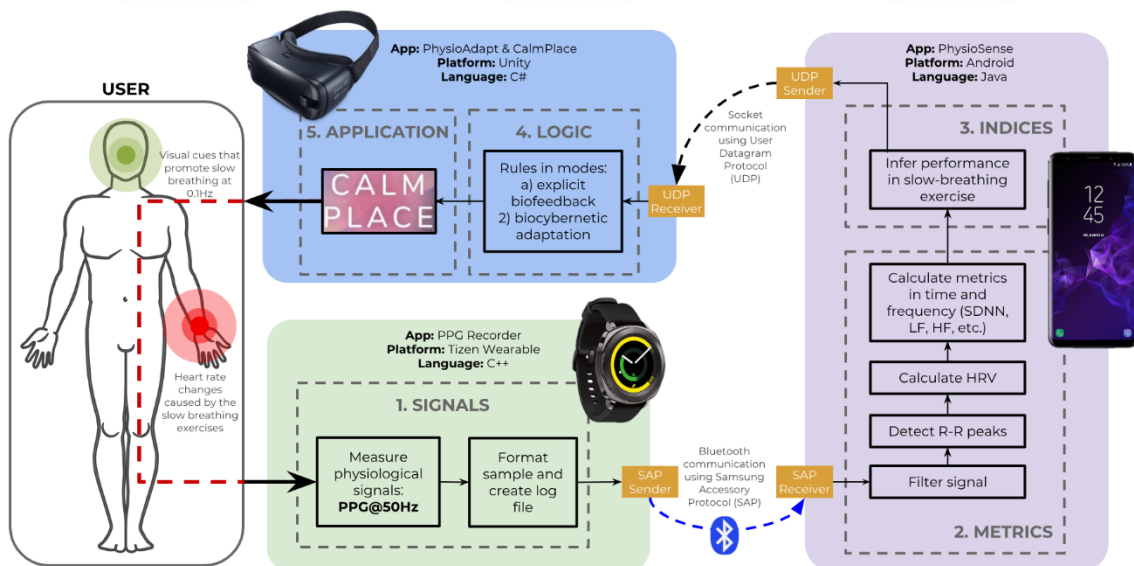 USER
Visual cues that
promote slow
breathing at
0.1Hz
Heart rate
changes
caused by the
slow breathing
exercises
App: PhysioAdapt & CalmPlace
Platform: Unity
Language: C#
5. APPLICATION
CALM
PLACE
4. LOGIC
Rules in modes:
a) explicit
biofeedback
2) biocybernetic
adaptation
UDP
Receiver
Socket
communication
using User
Datagram
Protocol
(UDP)
UDP
Sender
App: PhysioSense
Platform: Android
Language: Java
3. INDICES
Infer performance
in slow-breathing
exercise
12
45
Calculate metrics
in time and
frequency (SDNN,
LF, HF, etc.)
Calculate HRV
Detect R-R peaks
Filter signal
2. METRICS
App: PPG Recorder
Platform: Tizen Wearable
Language: C++
1. SIGNALS
Measure
physiological
signals:
PPG@50Hz
Format
sample and
create log
file
SAP
Sender
Bluetooth
communication
using Samsung
Accessory
Protocol (SAP)
SAP
Receiver